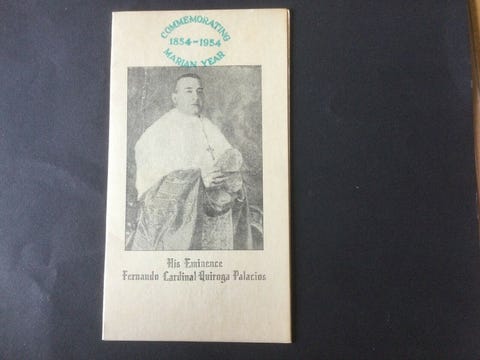 COMMEMORATING
1854-1954
MARIAN YEAR
His Eminence
Fernando Cardinal Quiroga Palacios